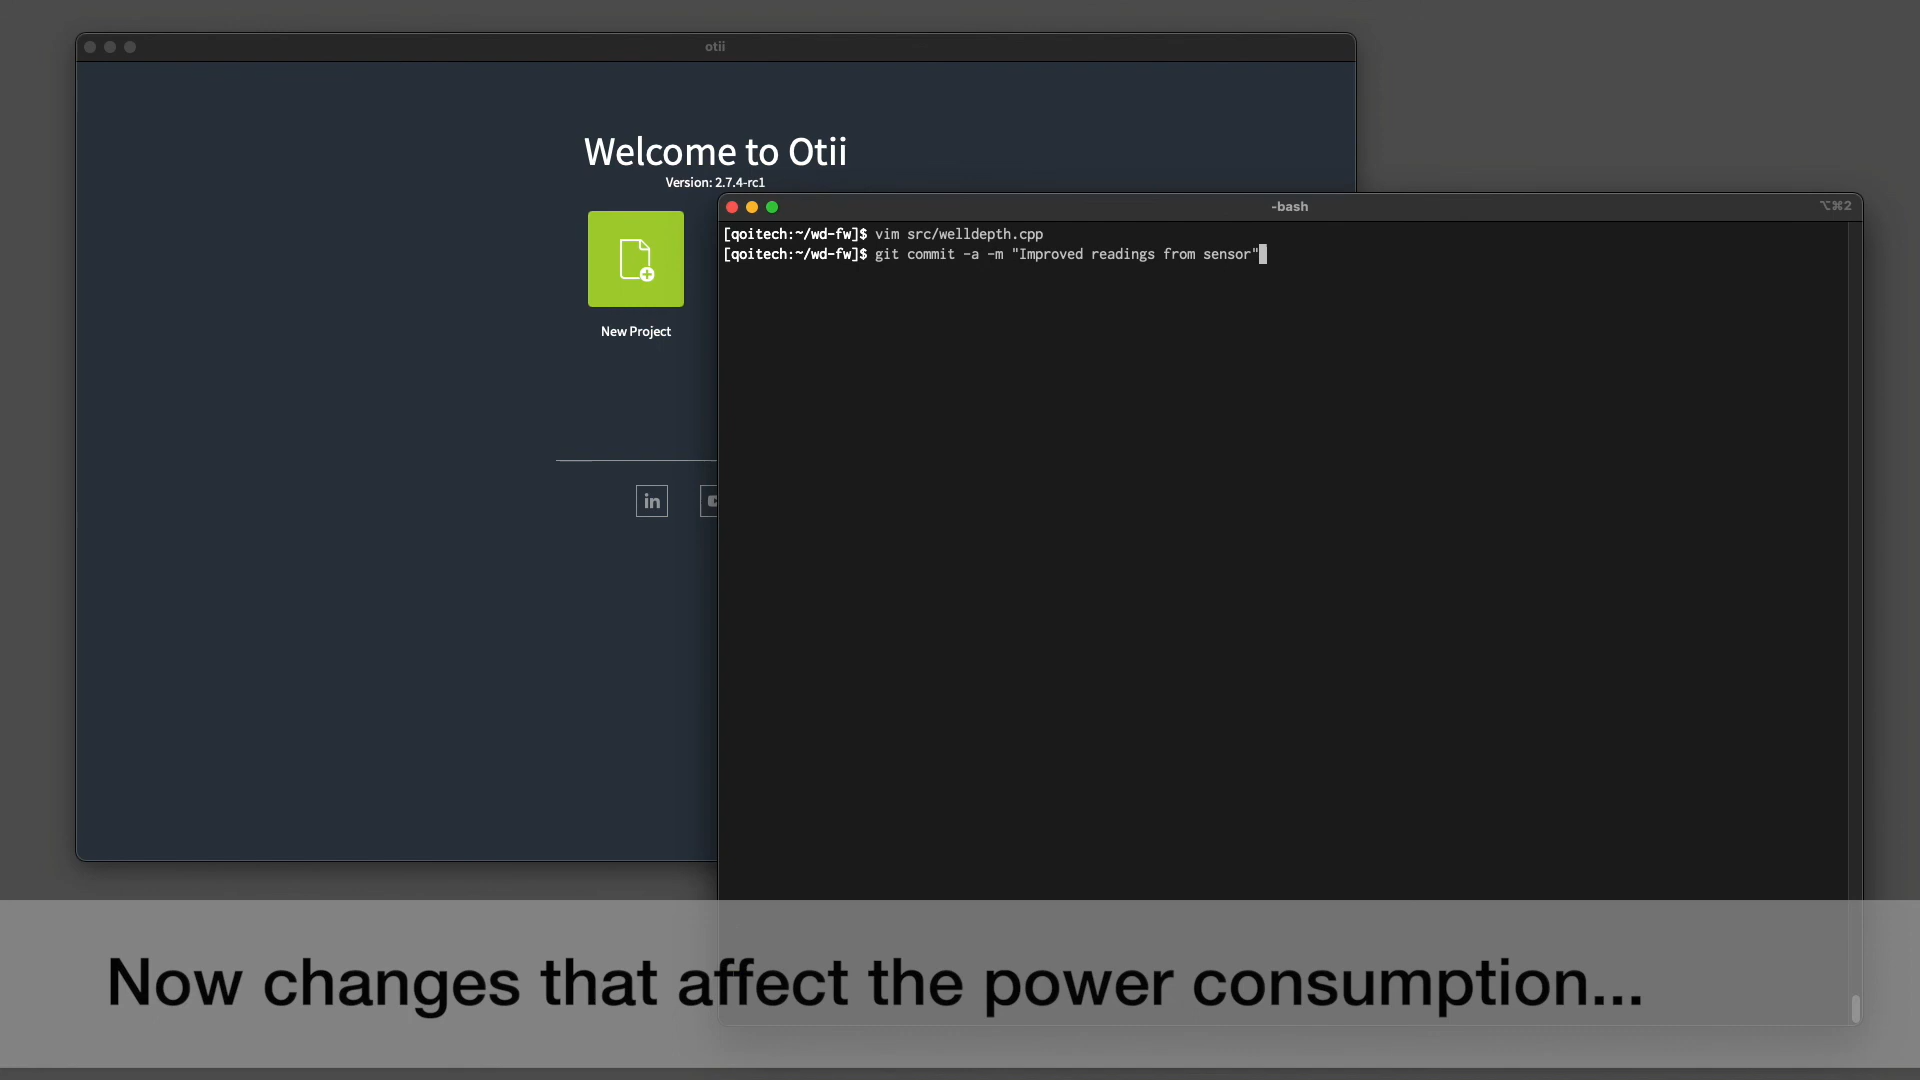 otii
Welcome to Otii
Version: 2.7.4-rc1
New Project
in
-bash
⌥⌘2
[qoitech:~/wd-fw]$ vim src/welldepth.cpp
[qoitech:~/wd-fw]$ git commit -a -m "Improved readings from sensor"
Now changes that affect the power consumption...